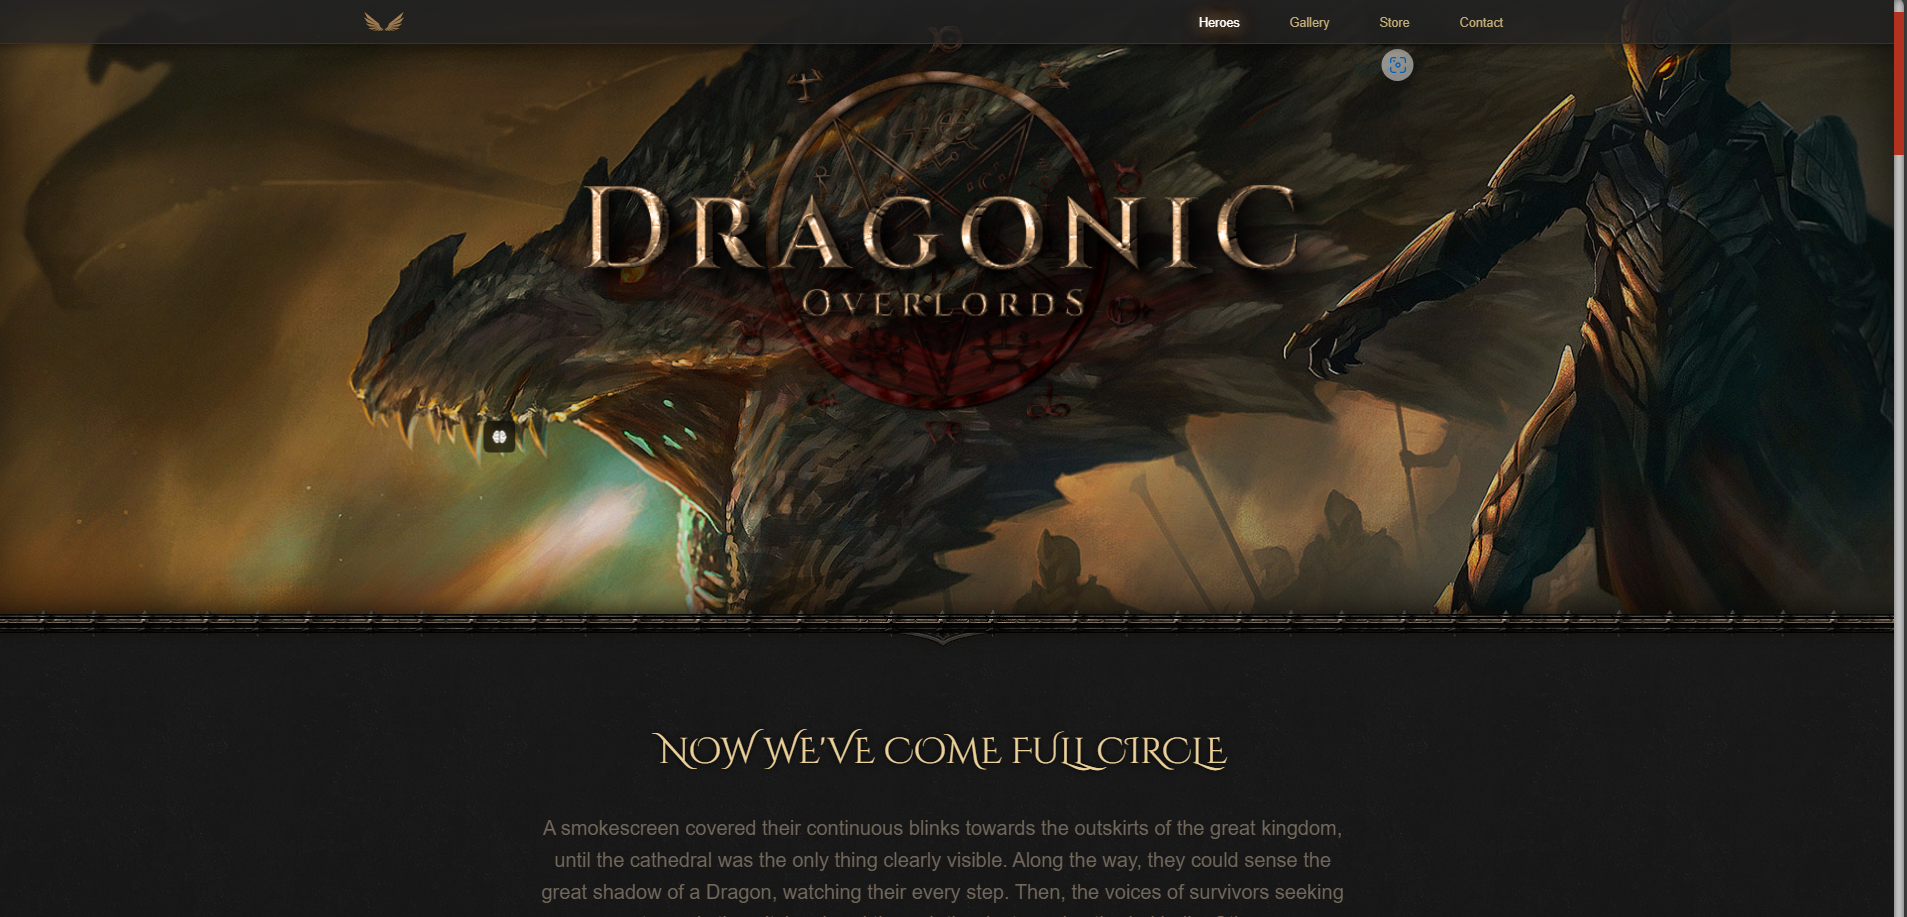 Heroes Gallery Store Contact
DRAGONIC
OVERLORDS
NOW WE'VE COME FULL CIRCLE
A smokescreen covered their continuous blinks towards the outskirts of the great kingdom,
until the cathedral was the only thing clearly visible. Along the way, they could sense the
great shadow of a Dragon, watching their every step. Then, the voices of survivors seeking